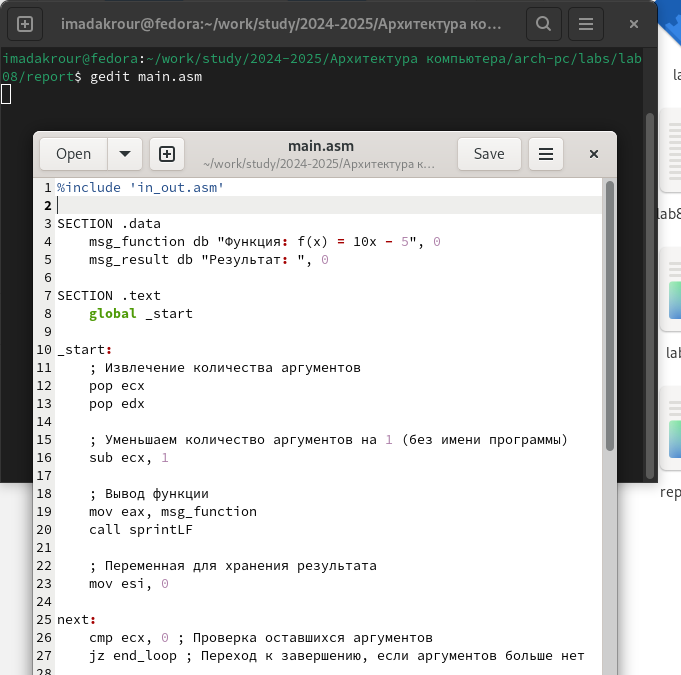 imadakrour@fedora:~/work/study/2024-2025/Архитектура ко...
imadakrour@fedora:~/work/study/2024-2025/Архитектура компьютера/arch-pc/labs/lab
08/report$ gedit main.asm
Open
main.asm
~/work/study/2024-2025/Архитектура к...
Save
1 %include 'in_out.asm'
2
3 SECTION .data
4 msg_function db "Функция: f(x) = 10x - 5", 0
5 msg_result db "Результат: ", 0
6
7 SECTION .text
8 global _start
9
10 _start:
11 ; Извлечение количества аргументов
12 pop ecx
13 pop edx
14
15 ; Уменьшаем количество аргументов на 1 (без имени программы)
16 sub ecx, 1
17
18 ; Вывод функции
19 mov eax, msg_function
20 call sprintLF
21
22 ; Переменная для хранения результата
23 mov esi, 0
24
25 next:
26 cmp ecx, 0 ; Проверка оставшихся аргументов
27 jz end_loop ; Переход к завершению, если аргументов больше нет
28
la
lab8
lab
rep